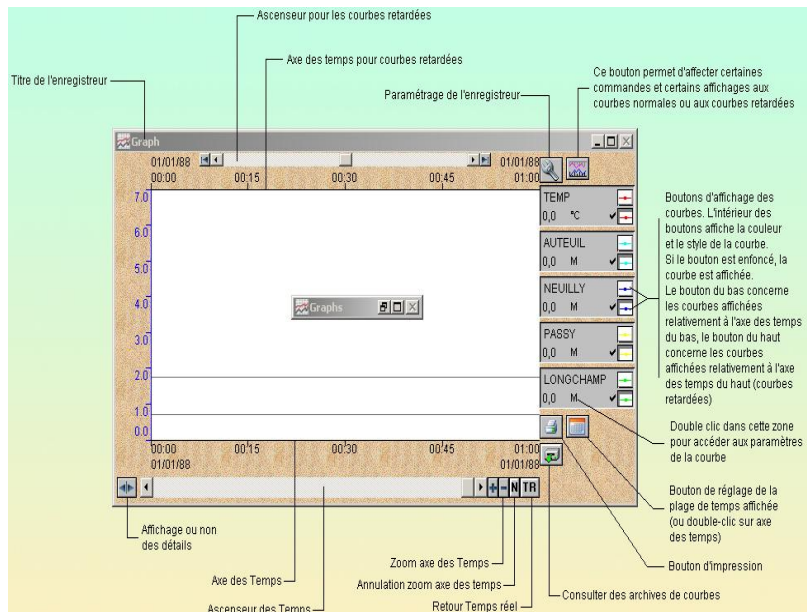 Ascenseur pour les courbes retardées
Axe des temps pour courbes retardées
Titre de l'enregistreur
Paramétrage de l'enregistreur
Ce bouton permet d'affecter certaines
commandes et certains affichages aux
courbes normales ou aux courbes retardées
Graph
01/01/88
01/01/88
00:00
00:15
00:30
00:45
01:00
7.0
6.0
5.0
4.0
3.0
2.0
1.0
0.0
Graphs
TEMP
0,0 °C
AUTEUIL
0,0 M
NEUILLY
0,0 M
PASSY
0,0 M
LONGCHAMP
0,0 M
00:00
00:15
00:30
00:45
01:00
01/01/88
01/01/88
+ - N TR
Boutons d'affichage des
courbes. L'intérieur des
boutons affiche la couleur
et le style de la courbe.
Si le bouton est enfoncé, la
courbe est affichée.
Le bouton du bas concerne
les courbes affichées
relativement à l'axe des temps
du bas, le bouton du haut
concerne les courbes
affichées relativement à l'axe
des temps du haut (courbes
retardées)
Double clic dans cette zone
pour accéder aux paramètres
de la courbe
Bouton de réglage de la
plage de temps affichée
(ou double-clic sur axe
des temps)
Bouton d'impression
Consulter des archives de courbes
Affichage ou non
des détails
Axe des Temps
Ascenseur des Temps
Zoom axe des Temps
Annulation zoom axe des temps
Retour Temps réel